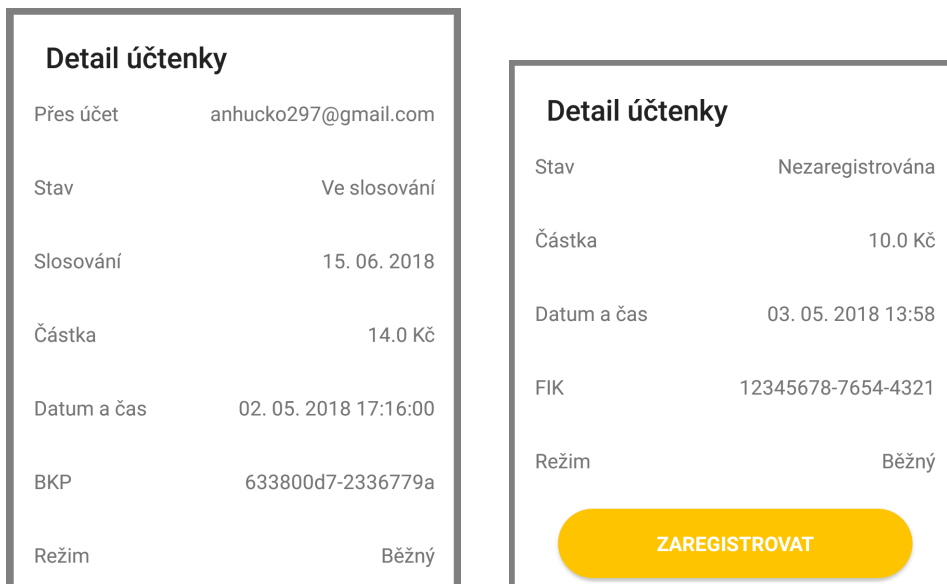 Detail účtenky
Přes účet anhucko297@gmail.com
Stav Ve slosování
Slosování 15. 06. 2018
Částka 14.0 Kč
Datum a čas 02. 05. 2018 17:16:00
BKP 633800d7-2336779a
Režim Běžný
Detail účtenky
Stav Nezaregistrována
Částka 10.0 Kč
Datum a čas 03. 05. 2018 13:58
FIK 12345678-7654-4321
Režim Běžný
ZAREGISTROVAT